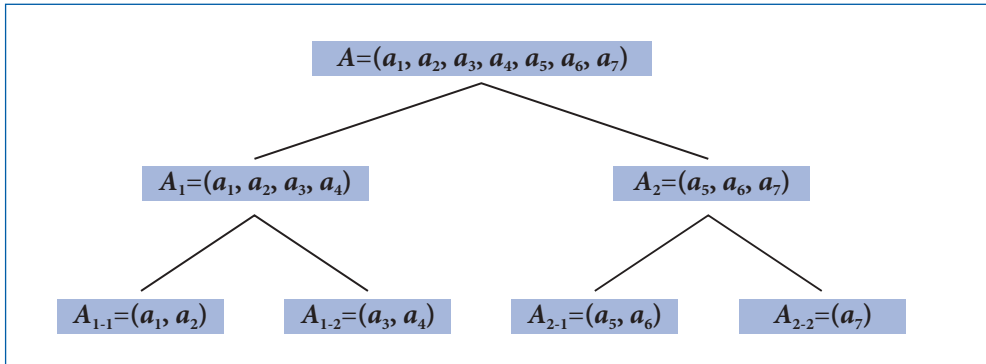 A=(a₁, a₂, a₃, a₄, a₅, a₆, a₇)
A₁=(a₁, a₂, a₃, a₄) A₂=(a₅, a₆, a₇)
A₁₋₁=(a₁, a₂) A₁₋₂=(a₃, a₄) A₂₋₁=(a₅, a₆) A₂₋₂=(a₇)